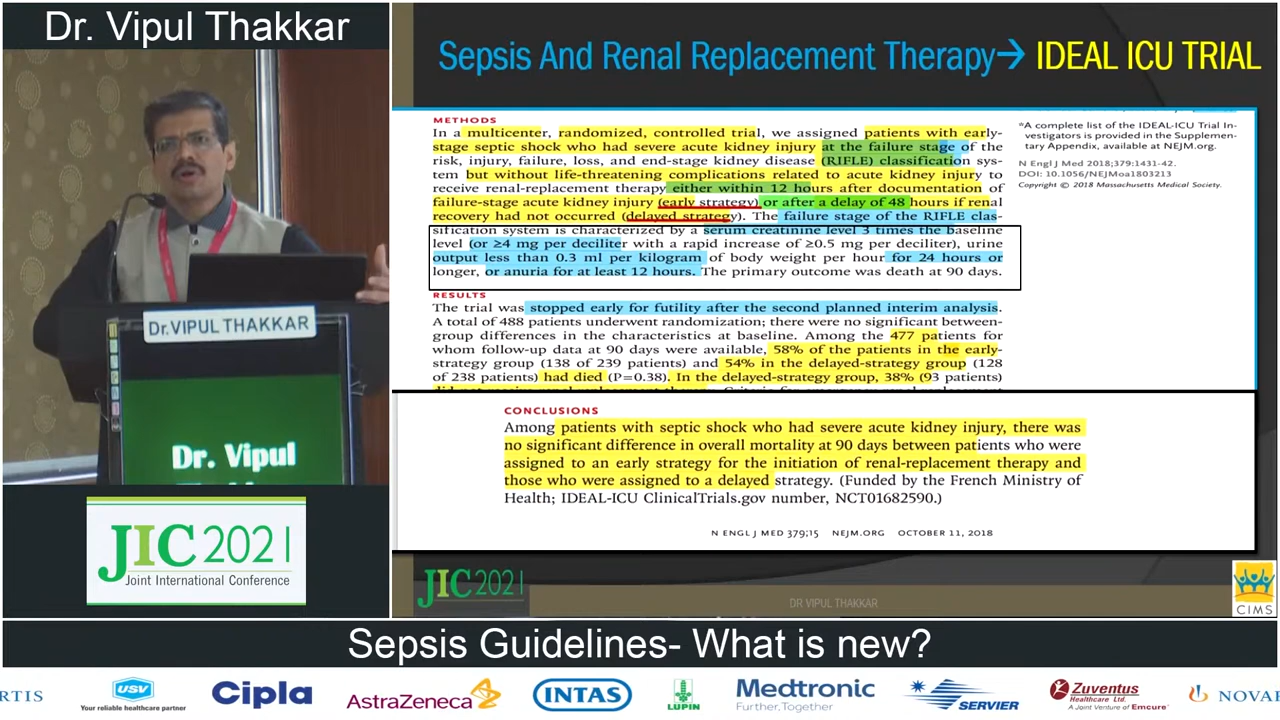 Dr. Vipul Thakkar
Sepsis And Renal Replacement Therapy→ IDEAL ICU TRIAL
METHODS
In a multicenter, randomized, controlled trial, we assigned patients with early-
stage septic shock who had severe acute kidney injury at the failure stage of the
risk, injury, failure, loss, and end-stage kidney disease (RIFLE) classification sys-
tem but without life-threatening complications related to acute kidney injury to
receive renal-replacement therapy either within 12 hours after documentation of
failure-stage acute kidney injury (early strategy) or after a delay of 48 hours if renal
recovery had not occurred (delayed strategy). The failure stage of the RIFLE clas-
sification system is characterized by a serum creatinine level 3 times the baseline
level (or ≥4 mg per deciliter with a rapid increase of ≥0.5 mg per deciliter), urine
output less than 0.3 ml per kilogram of body weight per hour for 24 hours or
longer, or anuria for at least 12 hours. The primary outcome was death at 90 days.
*A complete list of the IDEAL-ICU Trial In-
vestigators is provided in the Supplemen-
tary Appendix, available at NEJM.org.
N Engl J Med 2018;379:1431-42.
DOI: 10.1056/NEJMoa1803213
Copyright © 2018 Massachusetts Medical Society.
RESULTS
The trial was stopped early for futility after the second planned interim analysis.
A total of 488 patients underwent randomization; there were no significant between-
group differences in the characteristics at baseline. Among the 477 patients for
whom follow-up data at 90 days were available, 58% of the patients in the early-
strategy group (138 of 239 patients) and 54% in the delayed-strategy group (128
of 238 patients) had died (P=0.38). In the delayed-strategy group, 38% (93 patients)
CONCLUSIONS
Among patients with septic shock who had severe acute kidney injury, there was
no significant difference in overall mortality at 90 days between patients who were
assigned to an early strategy for the initiation of renal-replacement therapy and
those who were assigned to a delayed strategy. (Funded by the French Ministry of
Health; IDEAL-ICU ClinicalTrials.gov number, NCT01682590.)
N ENGL J MED 379;15 NEJM.ORG OCTOBER 11, 2018
Dr.VIPUL THAKKAR
Dr. Vipul
JIC 2021
Joint International Conference
JIC 2021
DR VIPUL THAKKAR
CIMS
Sepsis Guidelines- What is new?
RTIS
USV
Your reliable healthcare partner
Cipla
AstraZeneca
INTAS
LUPIN
Medtronic
Further, Together
SERVIER
Zuventus
Healthcare Ltd.
A Joint Venture of Emcure
NOVAR